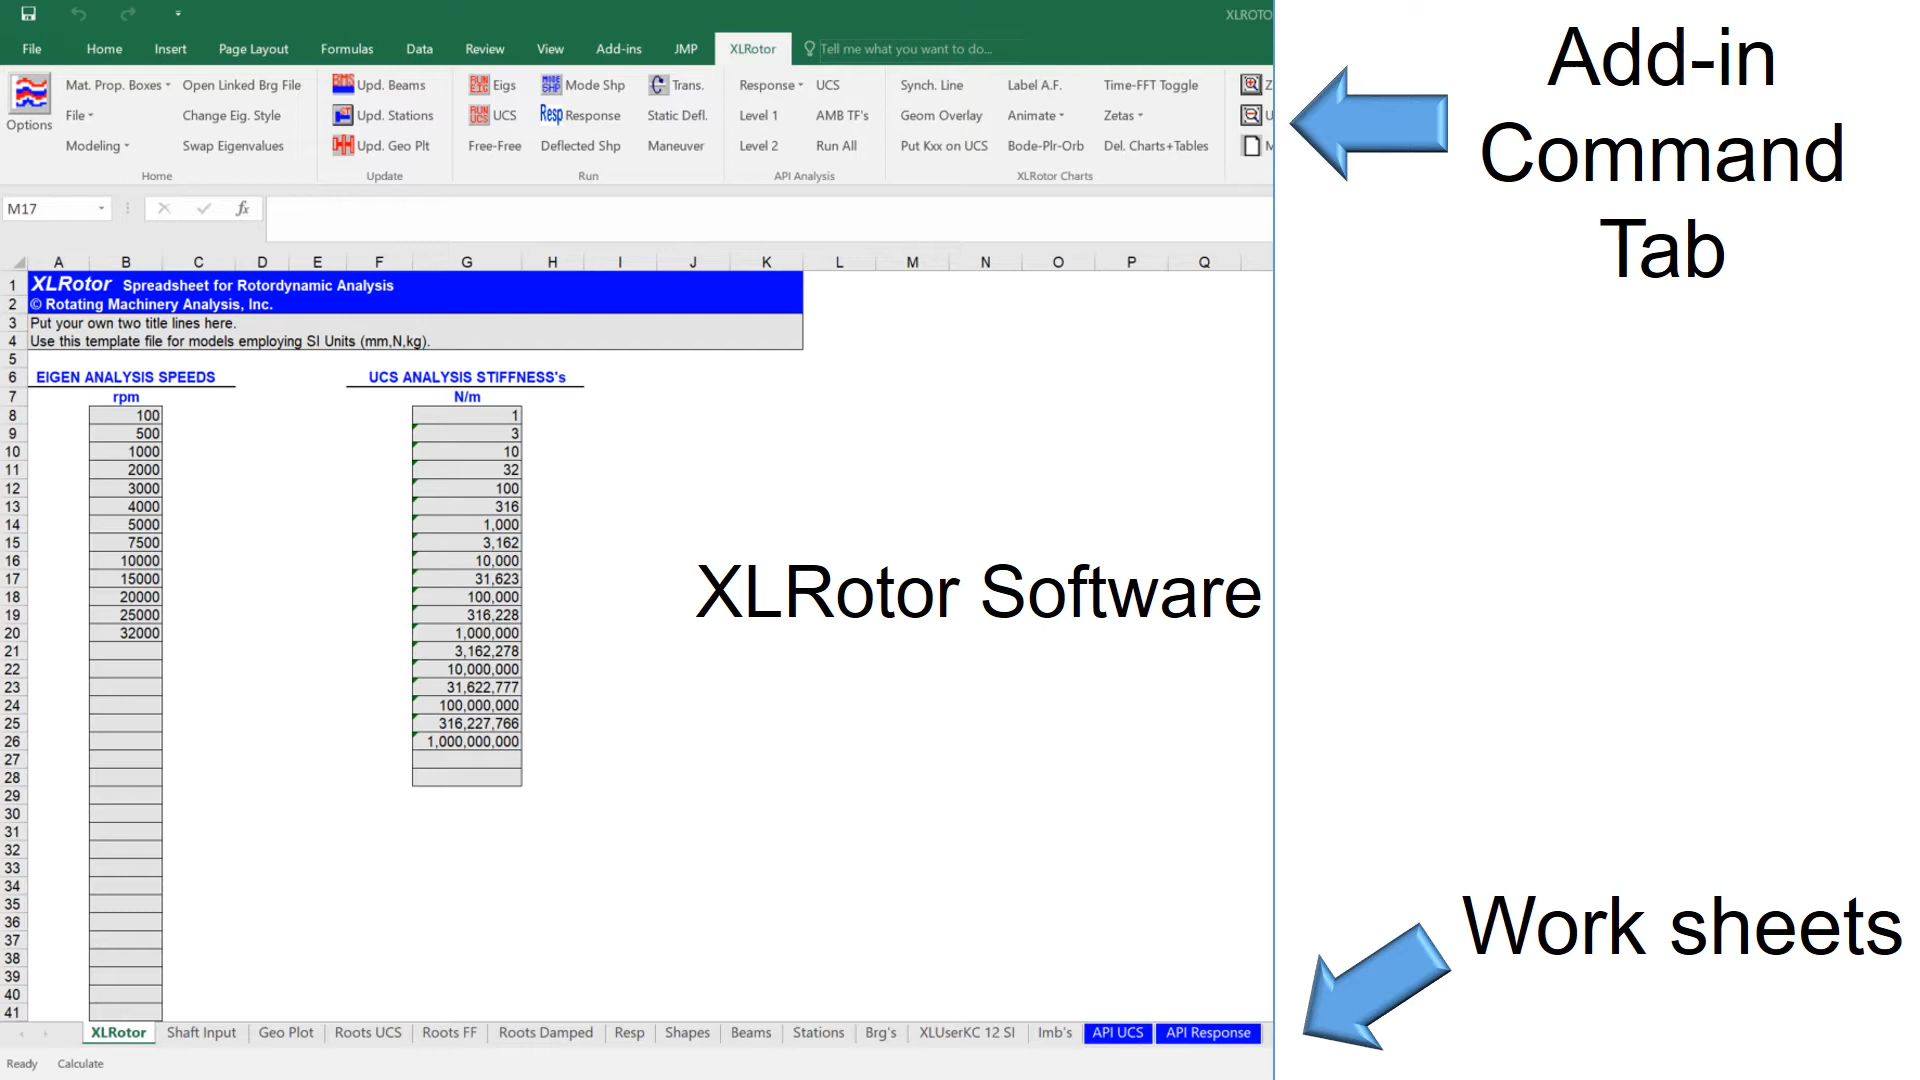 XLROTO
File Home Insert Page Layout Formulas Data Review View Add-ins JMP XLRotor Tell me what you want to do...
Mat. Prop. Boxes Open Linked Brg File BMS Upd. Beams RUN EIG Eigs MODE SHP Mode Shp Trans. Response UCS Synch. Line Label A.F. Time-FFT Toggle Z
Options File Change Eig. Style Upd. Stations RUN UCS UCS Resp Response Static Defl. Level 1 AMB TF's Geom Overlay Animate Zetas U
Modeling Swap Eigenvalues Upd. Geo Plt Free-Free Deflected Shp Maneuver Level 2 Run All Put Kxx on UCS Bode-Plr-Orb Del. Charts+Tables M
Home Update Run API Analysis XLRotor Charts
M17 fx
A B C D E F G H I J K L M N O P Q
1 XLRotor Spreadsheet for Rotordynamic Analysis
2 © Rotating Machinery Analysis, Inc.
3 Put your own two title lines here.
4 Use this template file for models employing SI Units (mm,N,kg).
5
6 EIGEN ANALYSIS SPEEDS UCS ANALYSIS STIFFNESS's
7 rpm N/m
8 100 1
9 500 3
10 1000 10
11 2000 32
12 3000 100
13 4000 316
14 5000 1,000
15 7500 3,162
16 10000 10,000
17 15000 31,623
18 20000 100,000
19 25000 316,228
20 32000 1,000,000
21 3,162,278
22 10,000,000
23 31,622,777
24 100,000,000
25 316,227,766
26 1,000,000,000
27
28
29
30
31
32
33
34
35
36
37
38
39
40
41
XLRotor Shaft Input Geo Plot Roots UCS Roots FF Roots Damped Resp Shapes Beams Stations Brg's XLUserKC 12 SI Imb's API UCS API Response
Ready Calculate
XLRotor Software
Add-in
Command
Tab
Work sheets